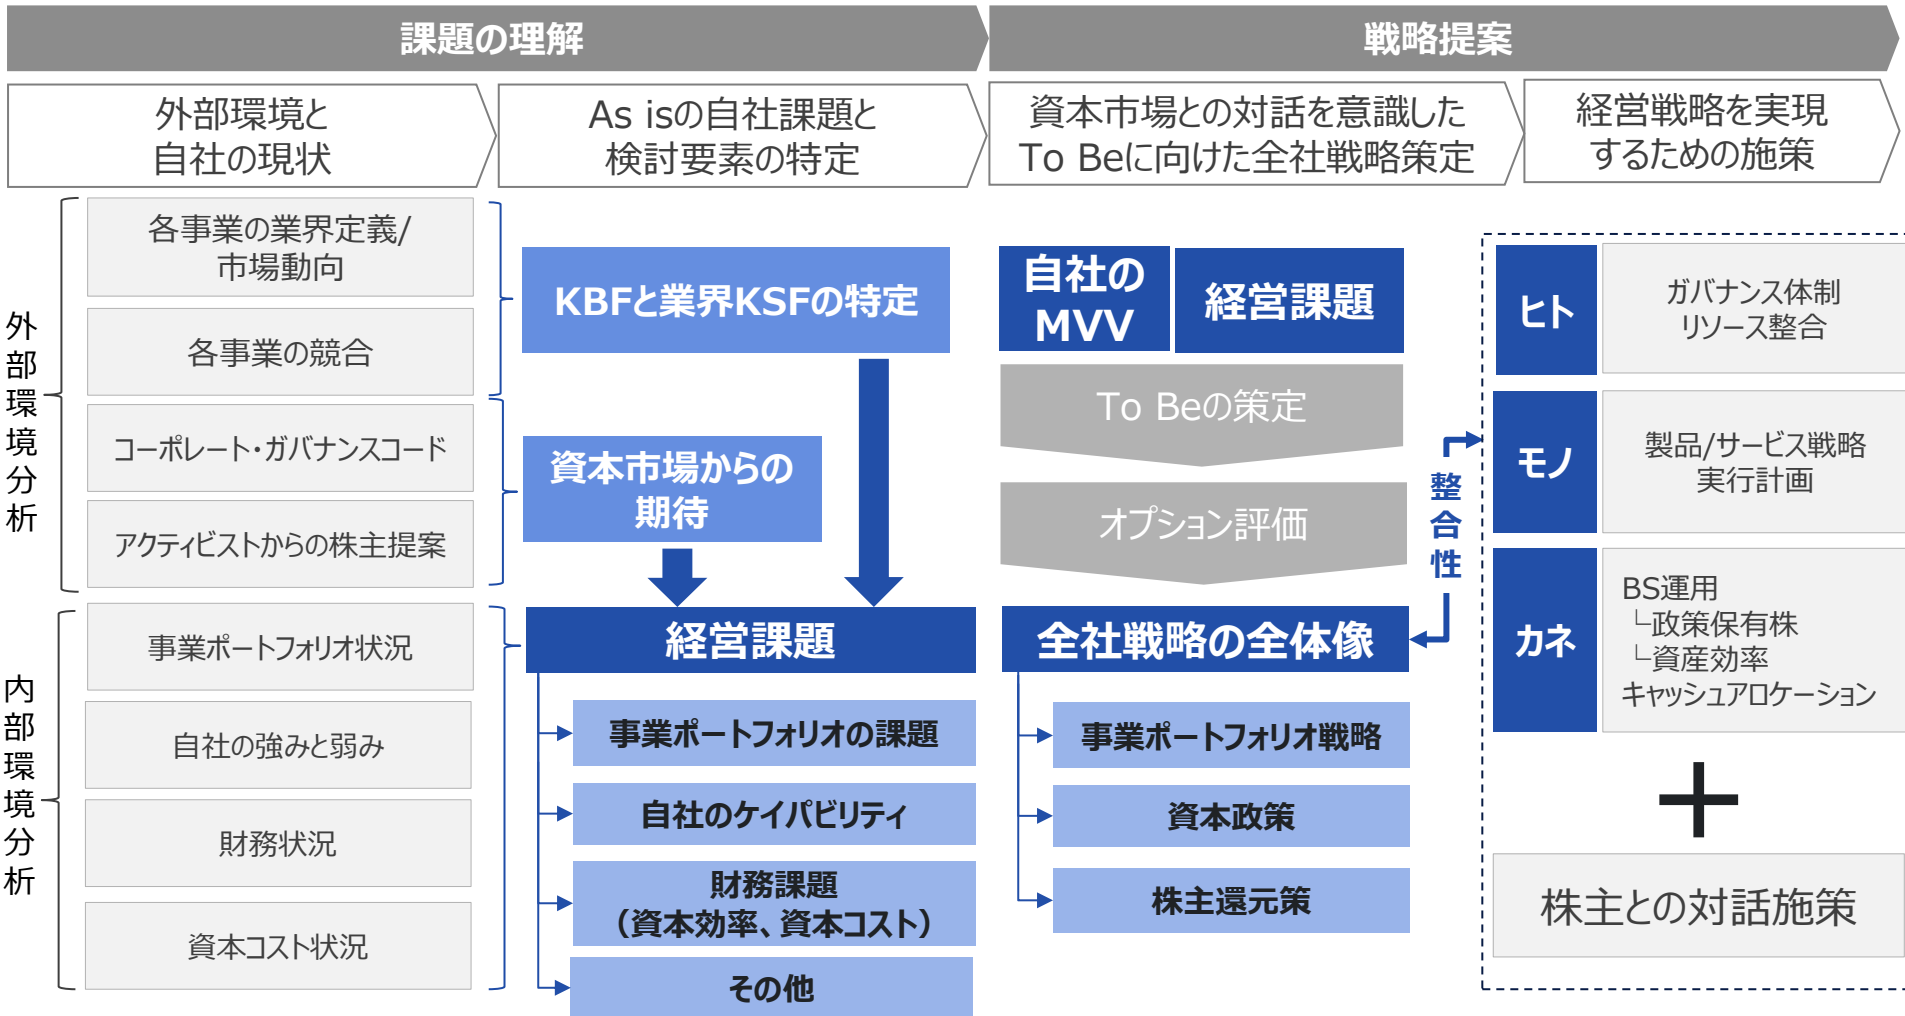 課題の理解
戦略提案
外部環境と
自社の現状
As isの自社課題と
検討要素の特定
資本市場との対話を意識した
To Beに向けた全社戦略策定
経営戦略を実現
するための施策
外部環境分析
各事業の業界定義/
市場動向
各事業の競合
コーポレート・ガバナンスコード
アクティビストからの株主提案
内部環境分析
事業ポートフォリオ状況
自社の強みと弱み
財務状況
資本コスト状況
KBFと業界KSFの特定
資本市場からの
期待
経営課題
事業ポートフォリオの課題
自社のケイパビリティ
財務課題
（資本効率、資本コスト）
その他
自社の
MVV
経営課題
To Beの策定
オプション評価
全社戦略の全体像
事業ポートフォリオ戦略
資本政策
株主還元策
整合性
ヒト
ガバナンス体制
リソース整合
モノ
製品/サービス戦略
実行計画
カネ
BS運用
└政策保有株
└資産効率
キャッシュアロケーション
＋
株主との対話施策